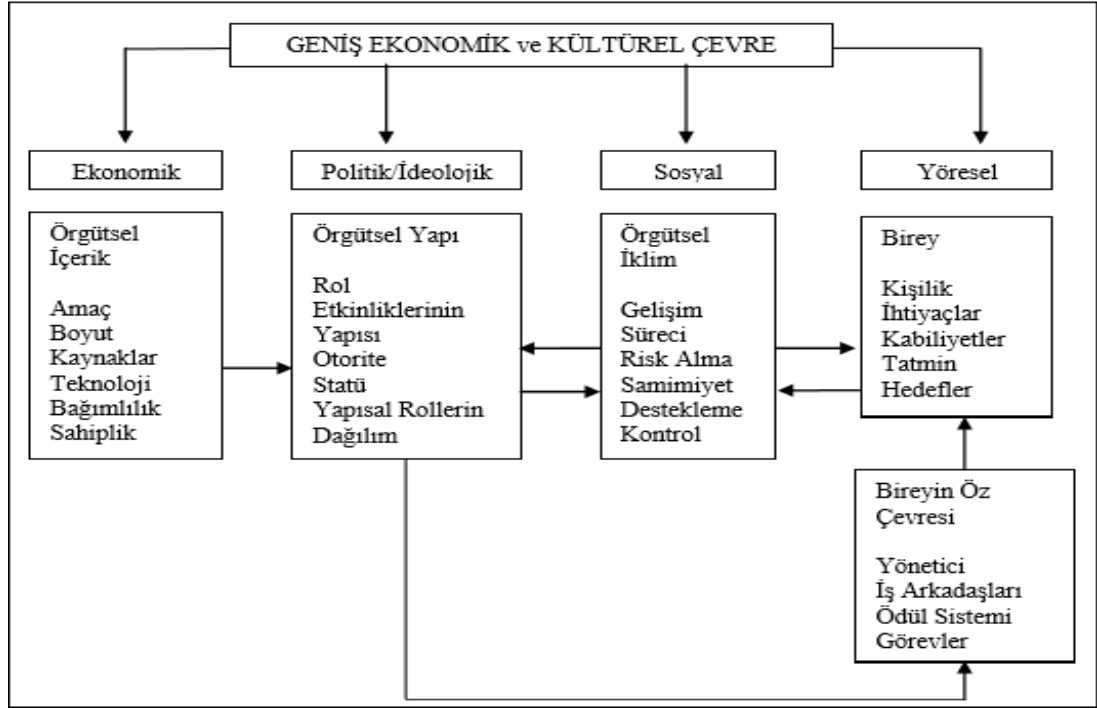 GENİŞ EKONOMİK ve KÜLTÜREL ÇEVRE
Ekonomik
Politik/İdeolojik
Sosyal
Yöresel
Örgütsel
İçerik
Amaç
Boyut
Kaynaklar
Teknoloji
Bağımlılık
Sahiplik
Örgütsel Yapı
Rol
Etkinliklerinin
Yapısı
Otorite
Statü
Yapısal Rollerin
Dağılım
Örgütsel
İklim
Gelişim
Süreci
Risk Alma
Samimiyet
Destekleme
Kontrol
Birey
Kişilik
İhtiyaçlar
Kabiliyetler
Tatmin
Hedefler
Bireyin Öz
Çevresi
Yönetici
İş Arkadaşları
Ödül Sistemi
Görevler